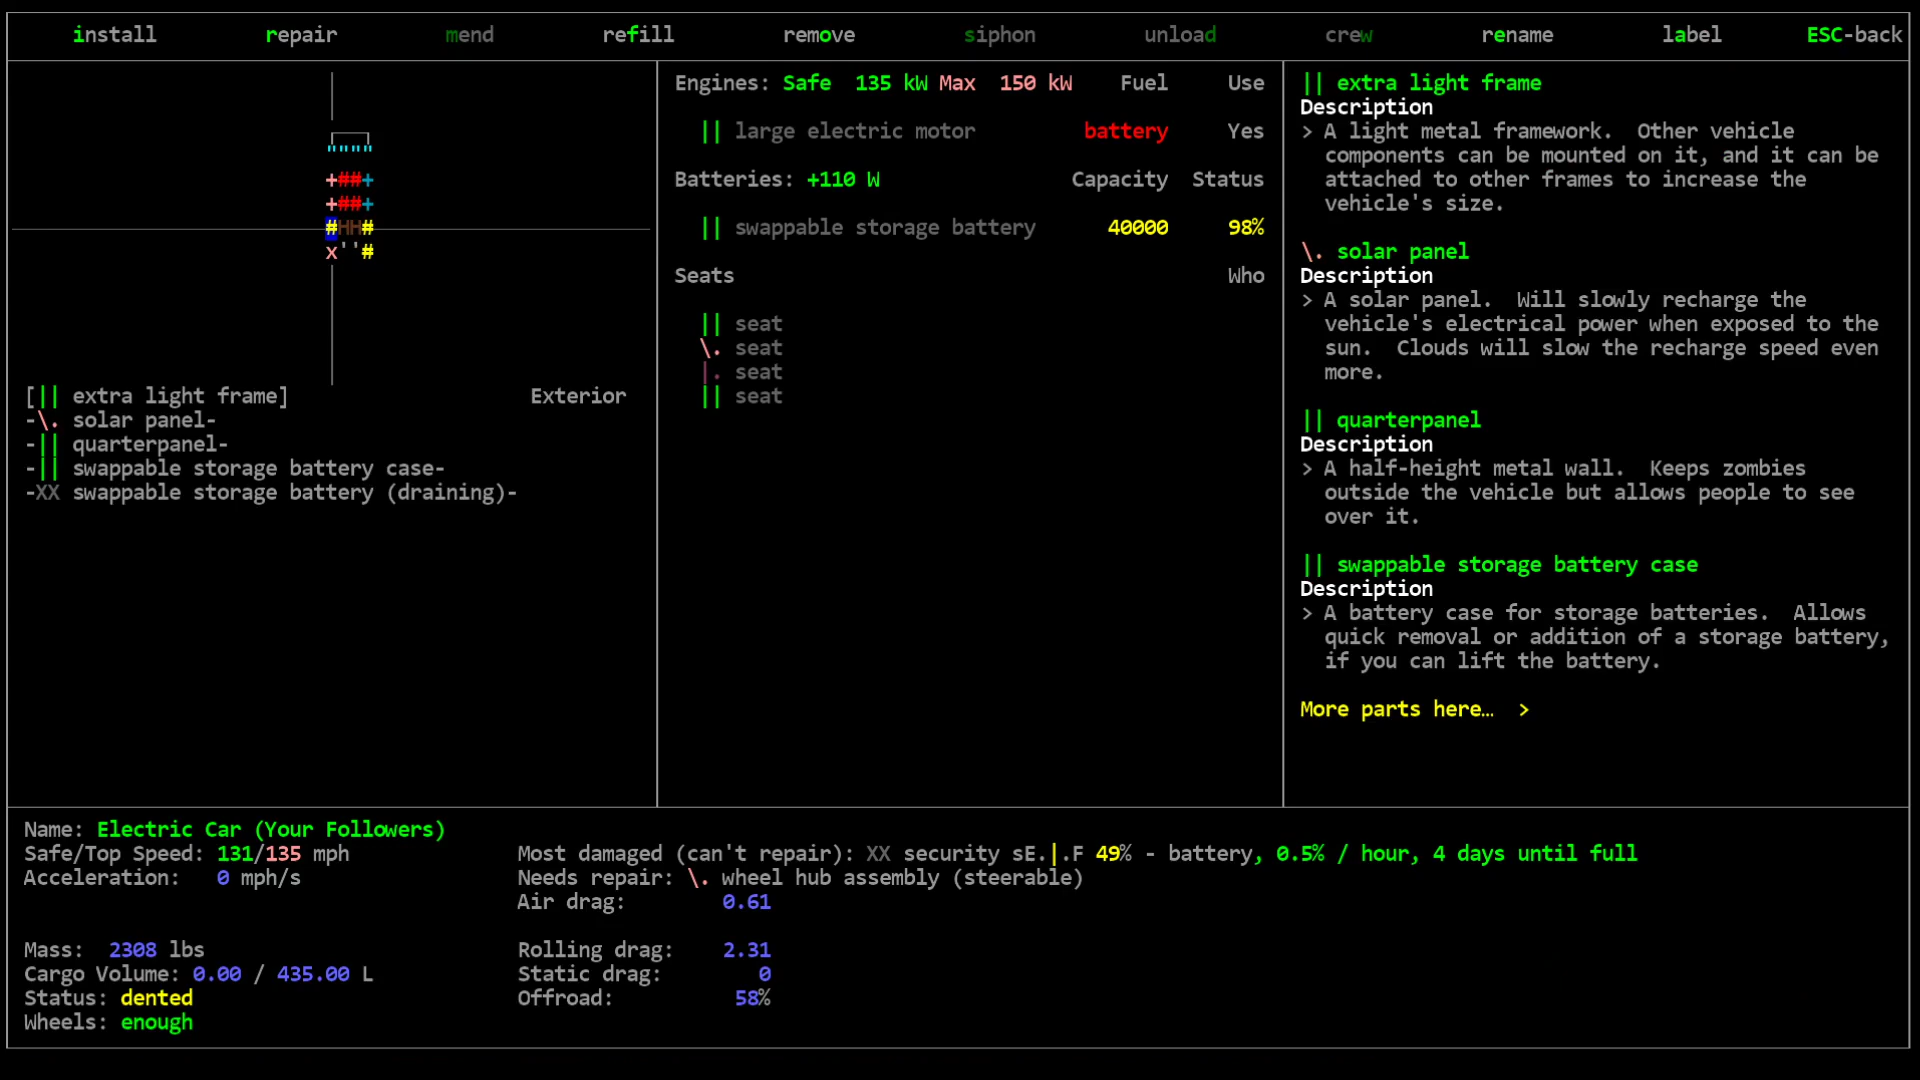 install repair mend refill remove siphon unload crew rename label ESC-back
Engines: Safe 135 kW Max 150 kW Fuel Use
|| large electric motor battery Yes
Batteries: +110 W Capacity Status
|| swappable storage battery 40000 98%
Seats Who
|| seat
\. seat
|. seat
|| seat
""""
+##+
+##+
#HH#
x''#
[|| extra light frame] Exterior
-\. solar panel-
-|| quarterpanel-
-|| swappable storage battery case-
-XX swappable storage battery (draining)-
|| extra light frame
Description
> A light metal framework.  Other vehicle
components can be mounted on it, and it can be
attached to other frames to increase the
vehicle's size.
\. solar panel
Description
> A solar panel.  Will slowly recharge the
vehicle's electrical power when exposed to the
sun.  Clouds will slow the recharge speed even
more.
|| quarterpanel
Description
> A half-height metal wall.  Keeps zombies
outside the vehicle but allows people to see
over it.
|| swappable storage battery case
Description
> A battery case for storage batteries.  Allows
quick removal or addition of a storage battery,
if you can lift the battery.
More parts here…  >
Name: Electric Car (Your Followers)
Safe/Top Speed: 131/135 mph
Acceleration: 0 mph/s
Mass: 2308 lbs
Cargo Volume: 0.00 / 435.00 L
Status: dented
Wheels: enough
Most damaged (can't repair): XX security sE.|.F 49% - battery, 0.5% / hour, 4 days until full
Needs repair: \. wheel hub assembly (steerable)
Air drag: 0.61
Rolling drag: 2.31
Static drag: 0
Offroad: 58%